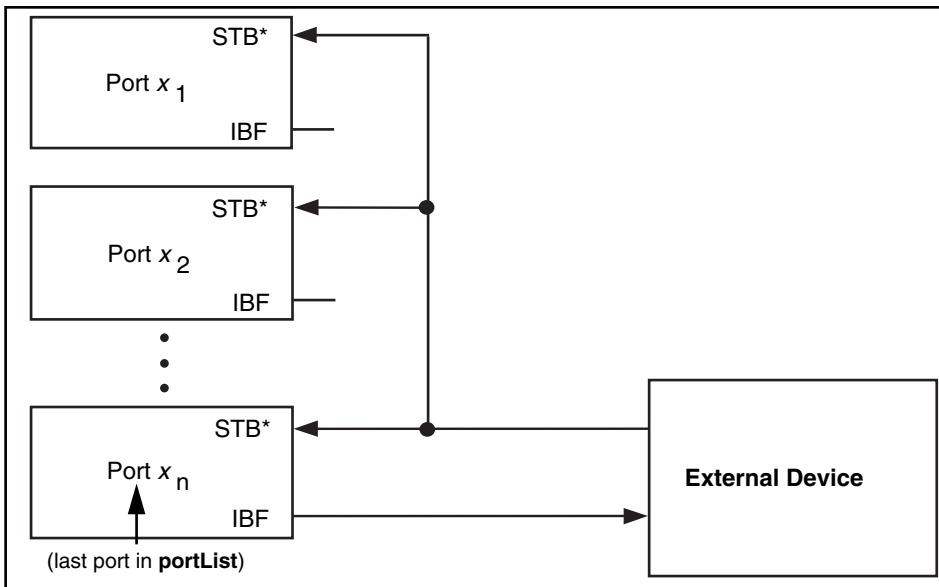 STB*
Port x 1
IBF
STB*
Port x 2
IBF
STB*
Port x n
IBF
External Device
(last port in portList)